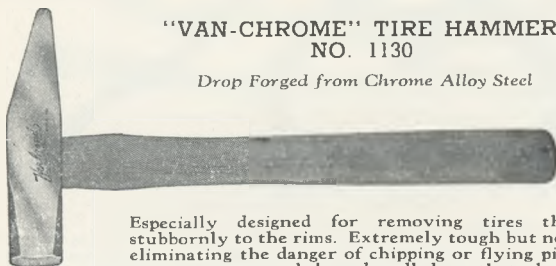 "VAN-CHROME" TIRE HAMMER
NO. 1130
Drop Forged from Chrome Alloy Steel
Especially designed for removing tires th
stubbornly to the rims. Extremely tough but no
eliminating the danger of chipping or flying pi